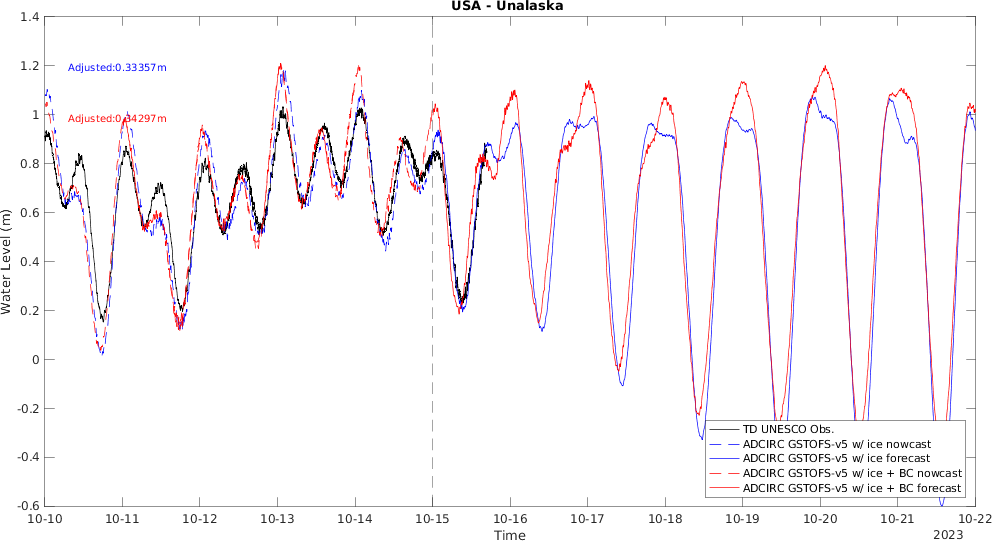 USA - Unalaska
1.4
1.2
1
0.8
0.6
0.4
0.2
0
-0.2
-0.4
-0.6
Water Level (m)
Adjusted:0.33357m
Adjusted:0.34297m
TD UNESCO Obs.
ADCIRC GSTOFS-v5 w/ ice nowcast
ADCIRC GSTOFS-v5 w/ ice forecast
ADCIRC GSTOFS-v5 w/ ice + BC nowcast
ADCIRC GSTOFS-v5 w/ ice + BC forecast
10-10 10-11 10-12 10-13 10-14 10-15 10-16 10-17 10-18 10-19 10-20 10-21 10-22
Time
2023